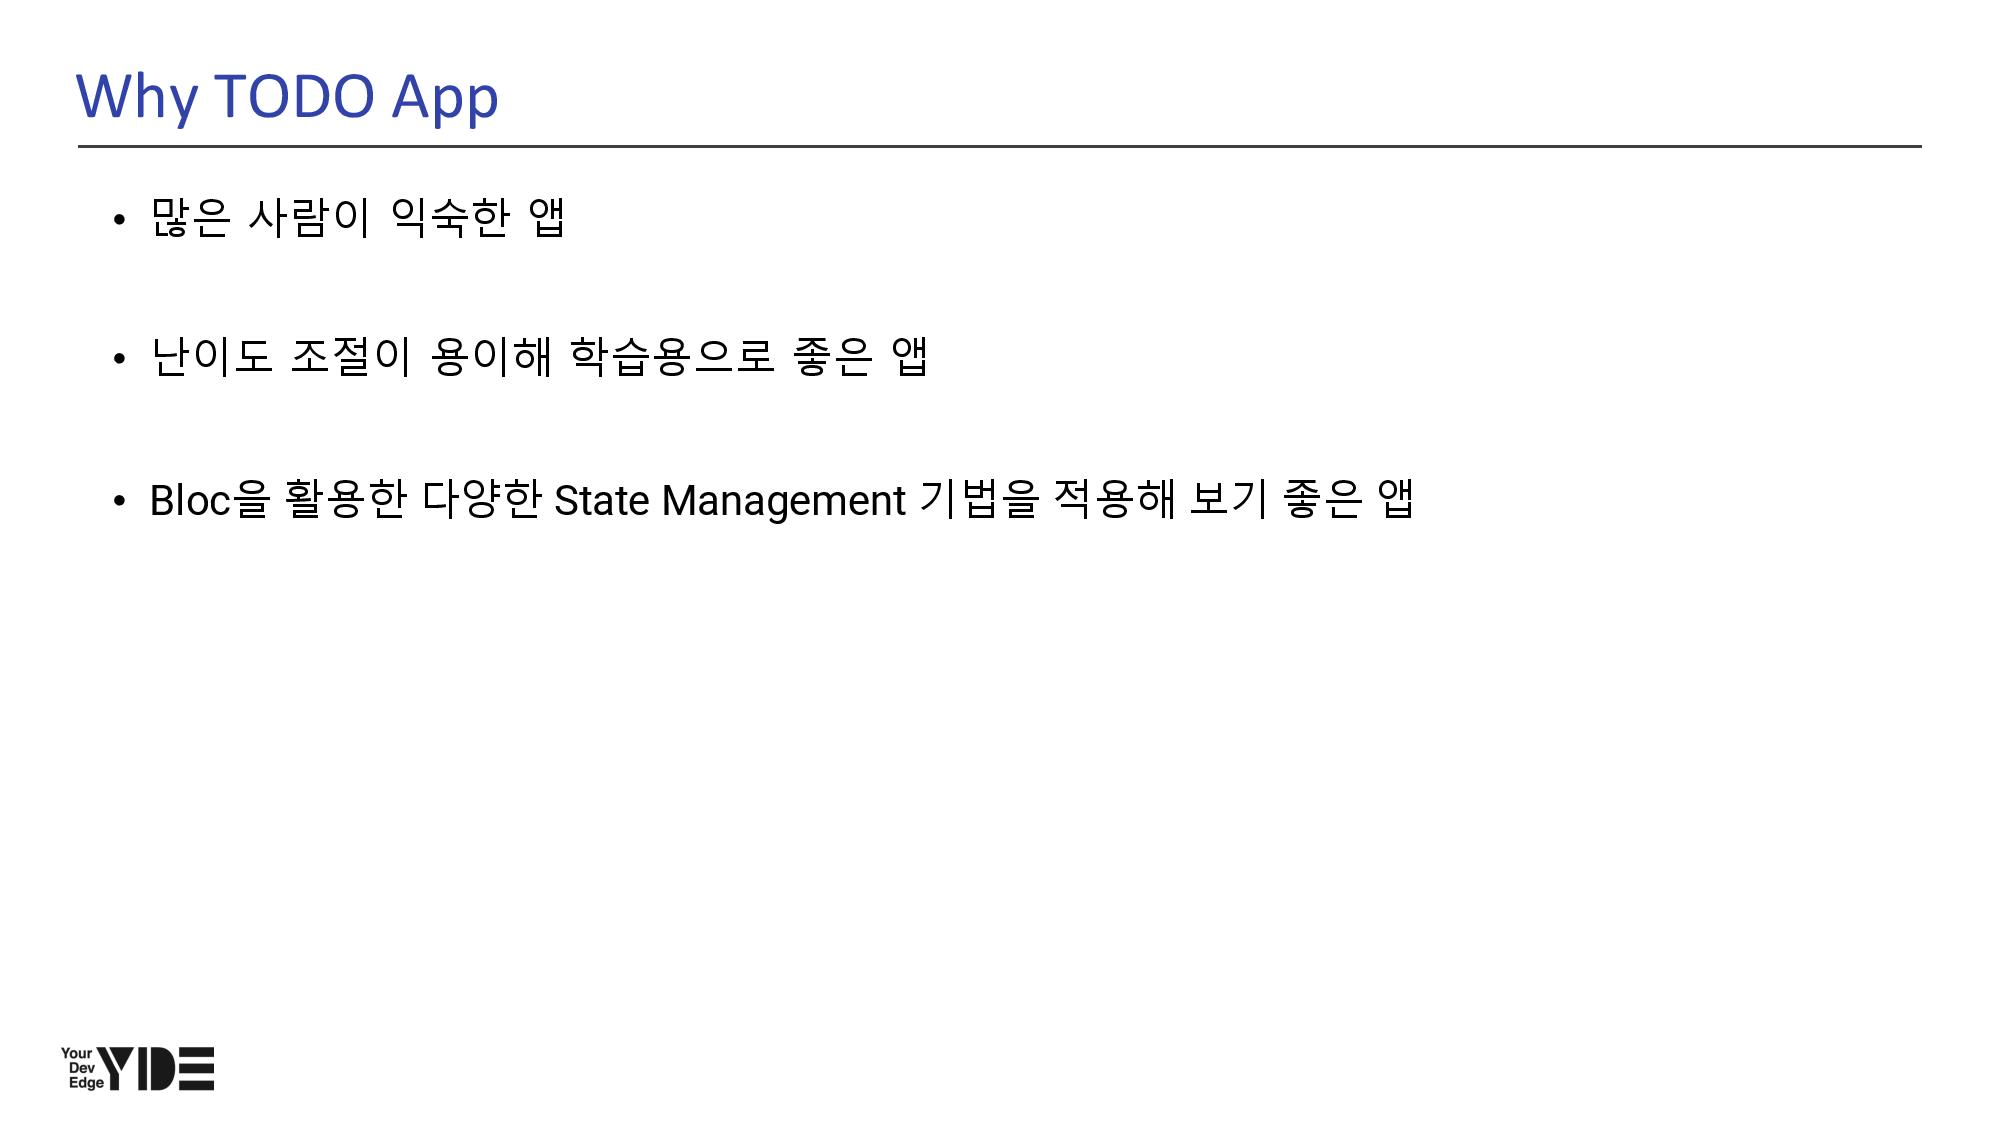 Why TODO App
• 많은 사람이 익숙한 앱
• 난이도 조절이 용이해 학습용으로 좋은 앱
• Bloc을 활용한 다양한 State Management 기법을 적용해 보기 좋은 앱
Your
Dev
Edge
YDE